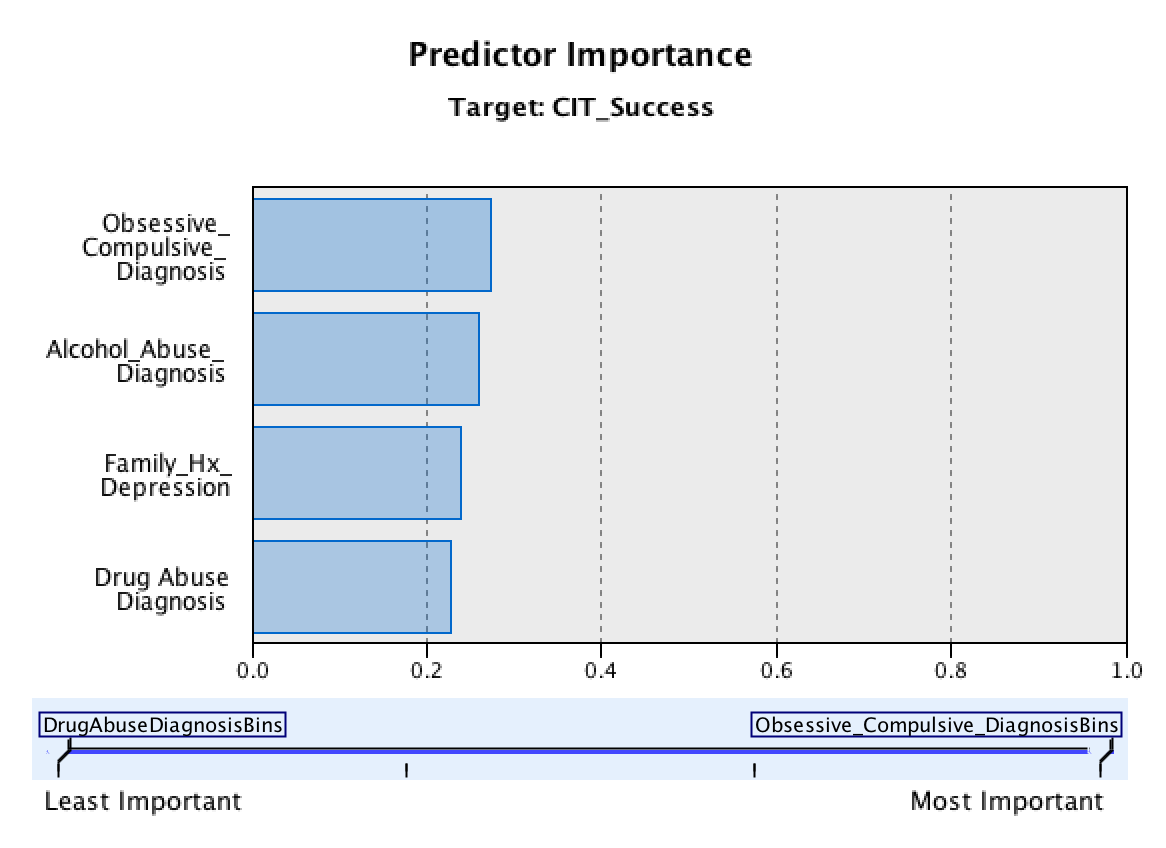 Predictor Importance
Target: CIT_Success
Obsessive_
Compulsive_
Diagnosis
Alcohol_Abuse_
Diagnosis
Family_Hx_
Depression
Drug Abuse
Diagnosis
0.0 0.2 0.4 0.6 0.8 1.0
DrugAbuseDiagnosisBins Obsessive_Compulsive_DiagnosisBins
Least Important Most Important